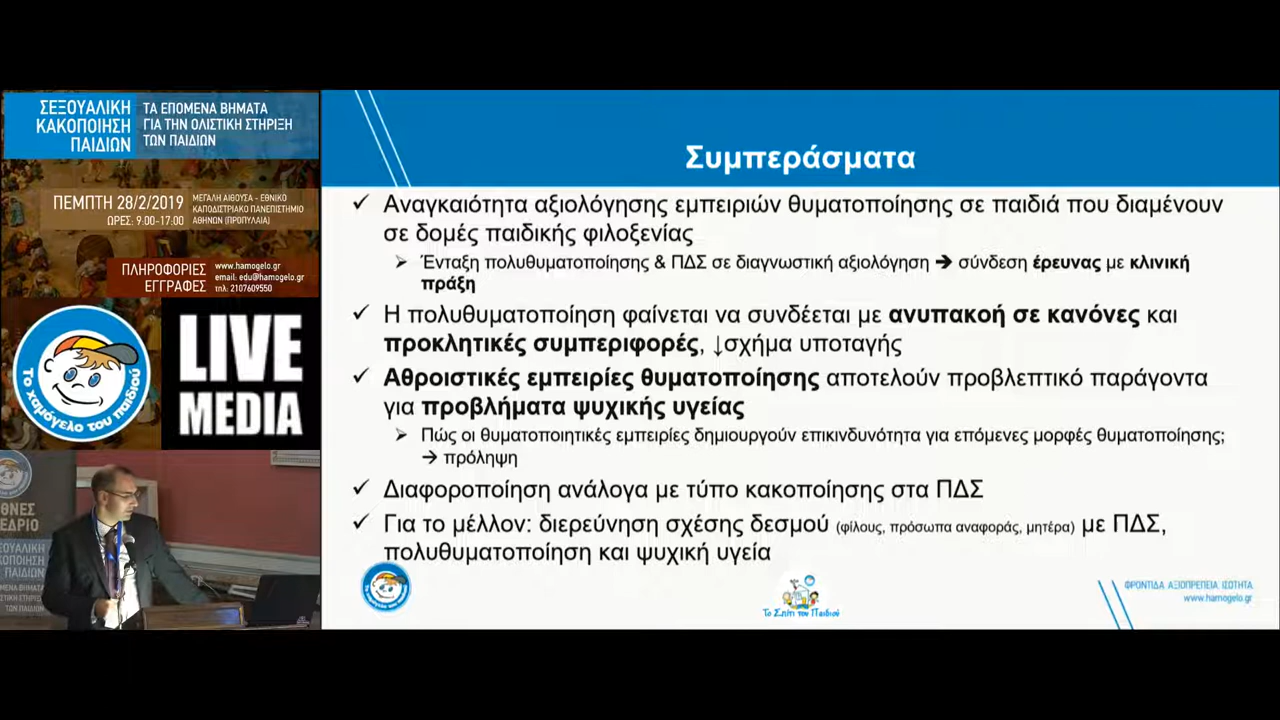 ΣΕΞΟΥΑΛΙΚΗ
ΚΑΚΟΠΟΙΗΣΗ
ΠΑΙΔΙΩΝ
ΤΑ ΕΠΟΜΕΝΑ ΒΗΜΑΤΑ
ΓΙΑ ΤΗΝ ΟΛΙΣΤΙΚΗ ΣΤΗΡΙΞΗ
ΤΩΝ ΠΑΙΔΙΩΝ
ΠΕΜΠΤΗ 28/2/2019
ΩΡΕΣ: 9:00-17:00
ΜΕΓΑΛΗ ΑΙΘΟΥΣΑ - ΕΘΝΙΚΟ
ΚΑΠΟΔΙΣΤΡΙΑΚΟ ΠΑΝΕΠΙΣΤΗΜΙΟ
ΑΘΗΝΩΝ (ΠΡΟΠΥΛΑΙΑ)
ΠΛΗΡΟΦΟΡΙΕΣ
ΕΓΓΡΑΦΕΣ
www.hamogelo.gr
email: edu@hamogelo.gr
τηλ: 2107609550
Το χαμόγελο του παιδιού
LIVE
MEDIA
ΕΔΡΙΟ
ΠΑΙΔΙΩΝ
Συμπεράσματα
✓ Αναγκαιότητα αξιολόγησης εμπειριών θυματοποίησης σε παιδιά που διαμένουν
σε δομές παιδικής φιλοξενίας
➢ Ένταξη πολυθυματοποίησης & ΠΔΣ σε διαγνωστική αξιολόγηση ➔ σύνδεση έρευνας με κλινική
πράξη
✓ Η πολυθυματοποίηση φαίνεται να συνδέεται με ανυπακοή σε κανόνες και
προκλητικές συμπεριφορές, ↓σχήμα υποταγής
✓ Αθροιστικές εμπειρίες θυματοποίησης αποτελούν προβλεπτικό παράγοντα
για προβλήματα ψυχικής υγείας
➢ Πώς οι θυματοποιητικές εμπειρίες δημιουργούν επικινδυνότητα για επόμενες μορφές θυματοποίησης;
→ πρόληψη
✓ Διαφοροποίηση ανάλογα με τύπο κακοποίησης στα ΠΔΣ
✓ Για το μέλλον: διερεύνηση σχέσης δεσμού (φίλους, πρόσωπα αναφοράς, μητέρα) με ΠΔΣ,
πολυθυματοποίηση και ψυχική υγεία
Το Σπίτι του Παιδιού
ΦΡΟΝΤΙΔΑ ΑΞΙΟΠΡΕΠΕΙΑ ΙΣΟΤΗΤΑ
www.hamogelo.gr